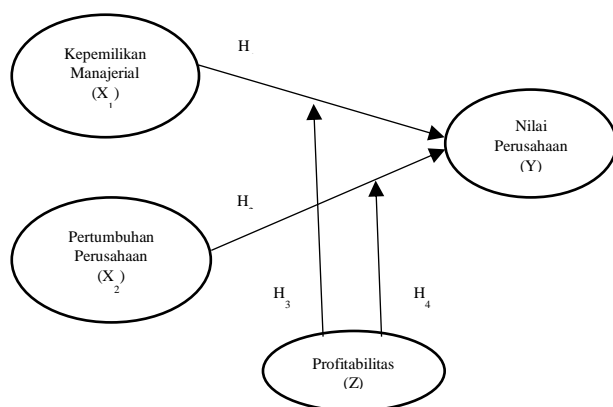 Kepemilikan
Manajerial
(X₁)
H
Nilai
Perusahaan
(Y)
H
Pertumbuhan
Perusahaan
(X₂)
H₃
H₄
Profitabilitas
(Z)